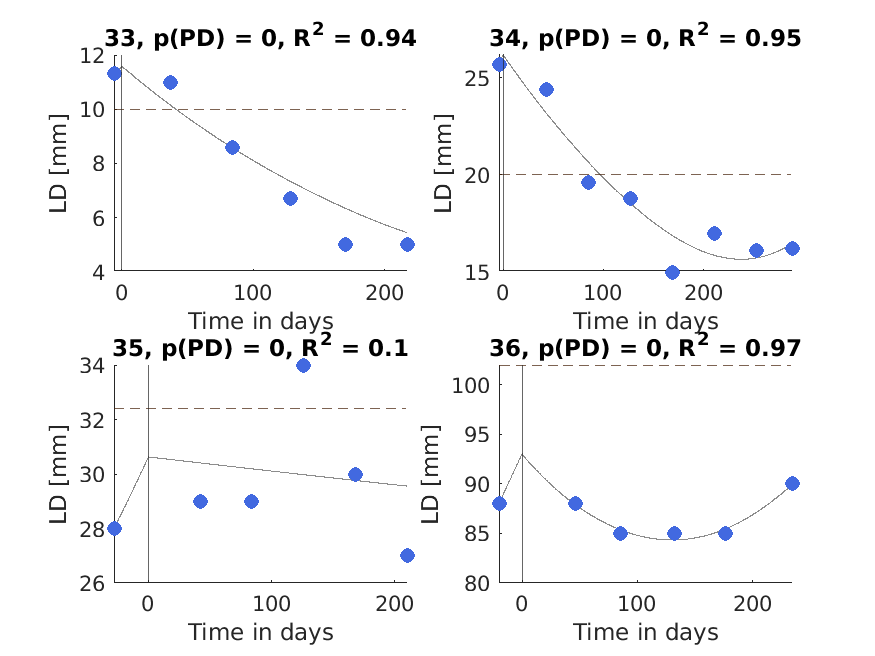 33, p(PD) = 0, R² = 0.94
34, p(PD) = 0, R² = 0.95
12
10
8
6
4
LD [mm]
0
100
200
Time in days
25
20
15
LD [mm]
0
100
200
Time in days
35, p(PD) = 0, R² = 0.1
36, p(PD) = 0, R² = 0.97
34
32
30
28
26
LD [mm]
0
100
200
Time in days
100
95
90
85
80
LD [mm]
0
100
200
Time in days